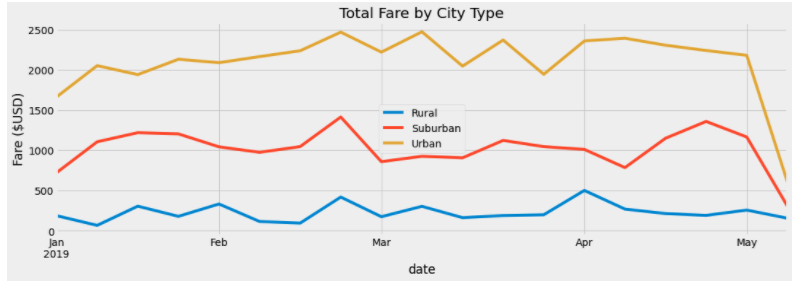 Total Fare by City Type
2500
2000
1500
1000
500
0
Fare ($USD)
Rural
Suburban
Urban
Jan
2019
Feb
Mar
Apr
May
date